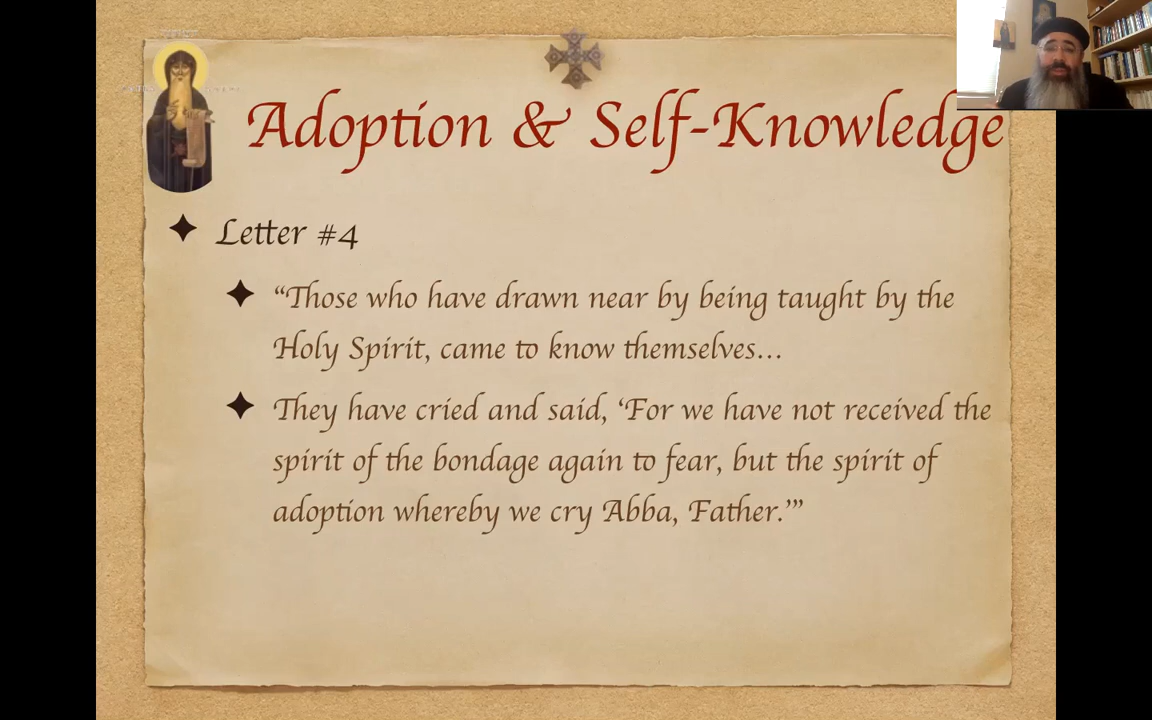 Adoption & Self-Knowledge
Letter #4
“Those who have drawn near by being taught by the
Holy Spirit, came to know themselves…
They have cried and said, ‘For we have not received the
spirit of the bondage again to fear, but the spirit of
adoption whereby we cry Abba, Father.’”